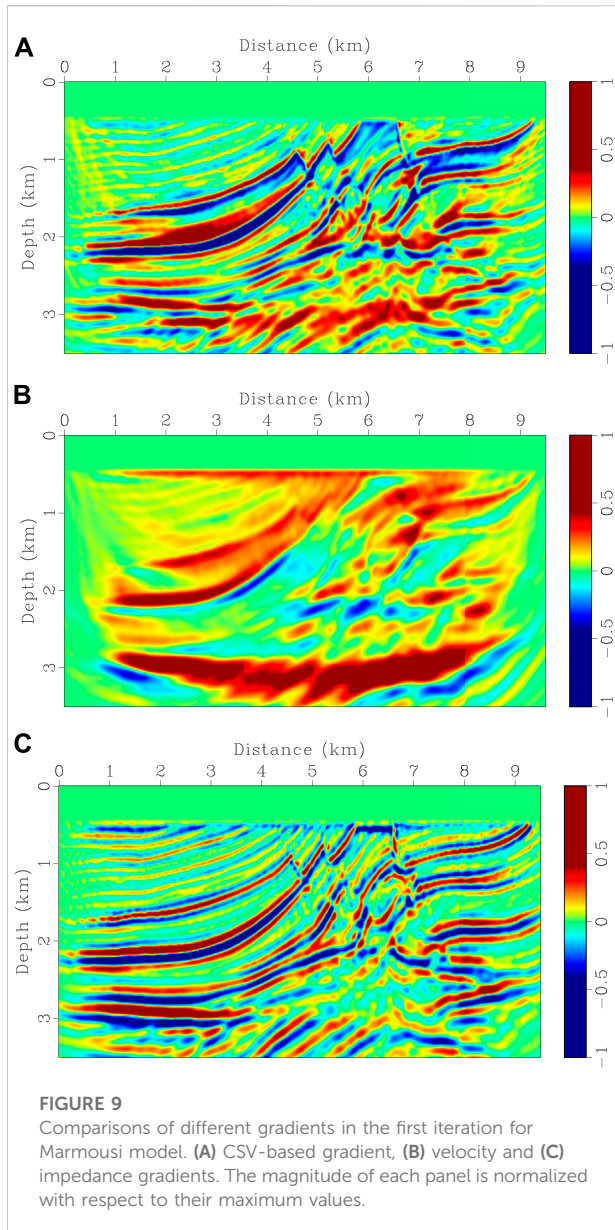 A
Distance (km)
0 1 2 3 4 5 6 7 8 9
Depth (km)
0
1
2
3
1
0.5
0
−0.5
−1
B
Distance (km)
0 1 2 3 4 5 6 7 8 9
Depth (km)
0
1
2
3
1
0.5
0
−0.5
−1
C
Distance (km)
0 1 2 3 4 5 6 7 8 9
Depth (km)
0
1
2
3
1
0.5
0
−0.5
−1
FIGURE 9
Comparisons of different gradients in the first iteration for
Marmousi model. (A) CSV-based gradient, (B) velocity and (C)
impedance gradients. The magnitude of each panel is normalized
with respect to their maximum values.